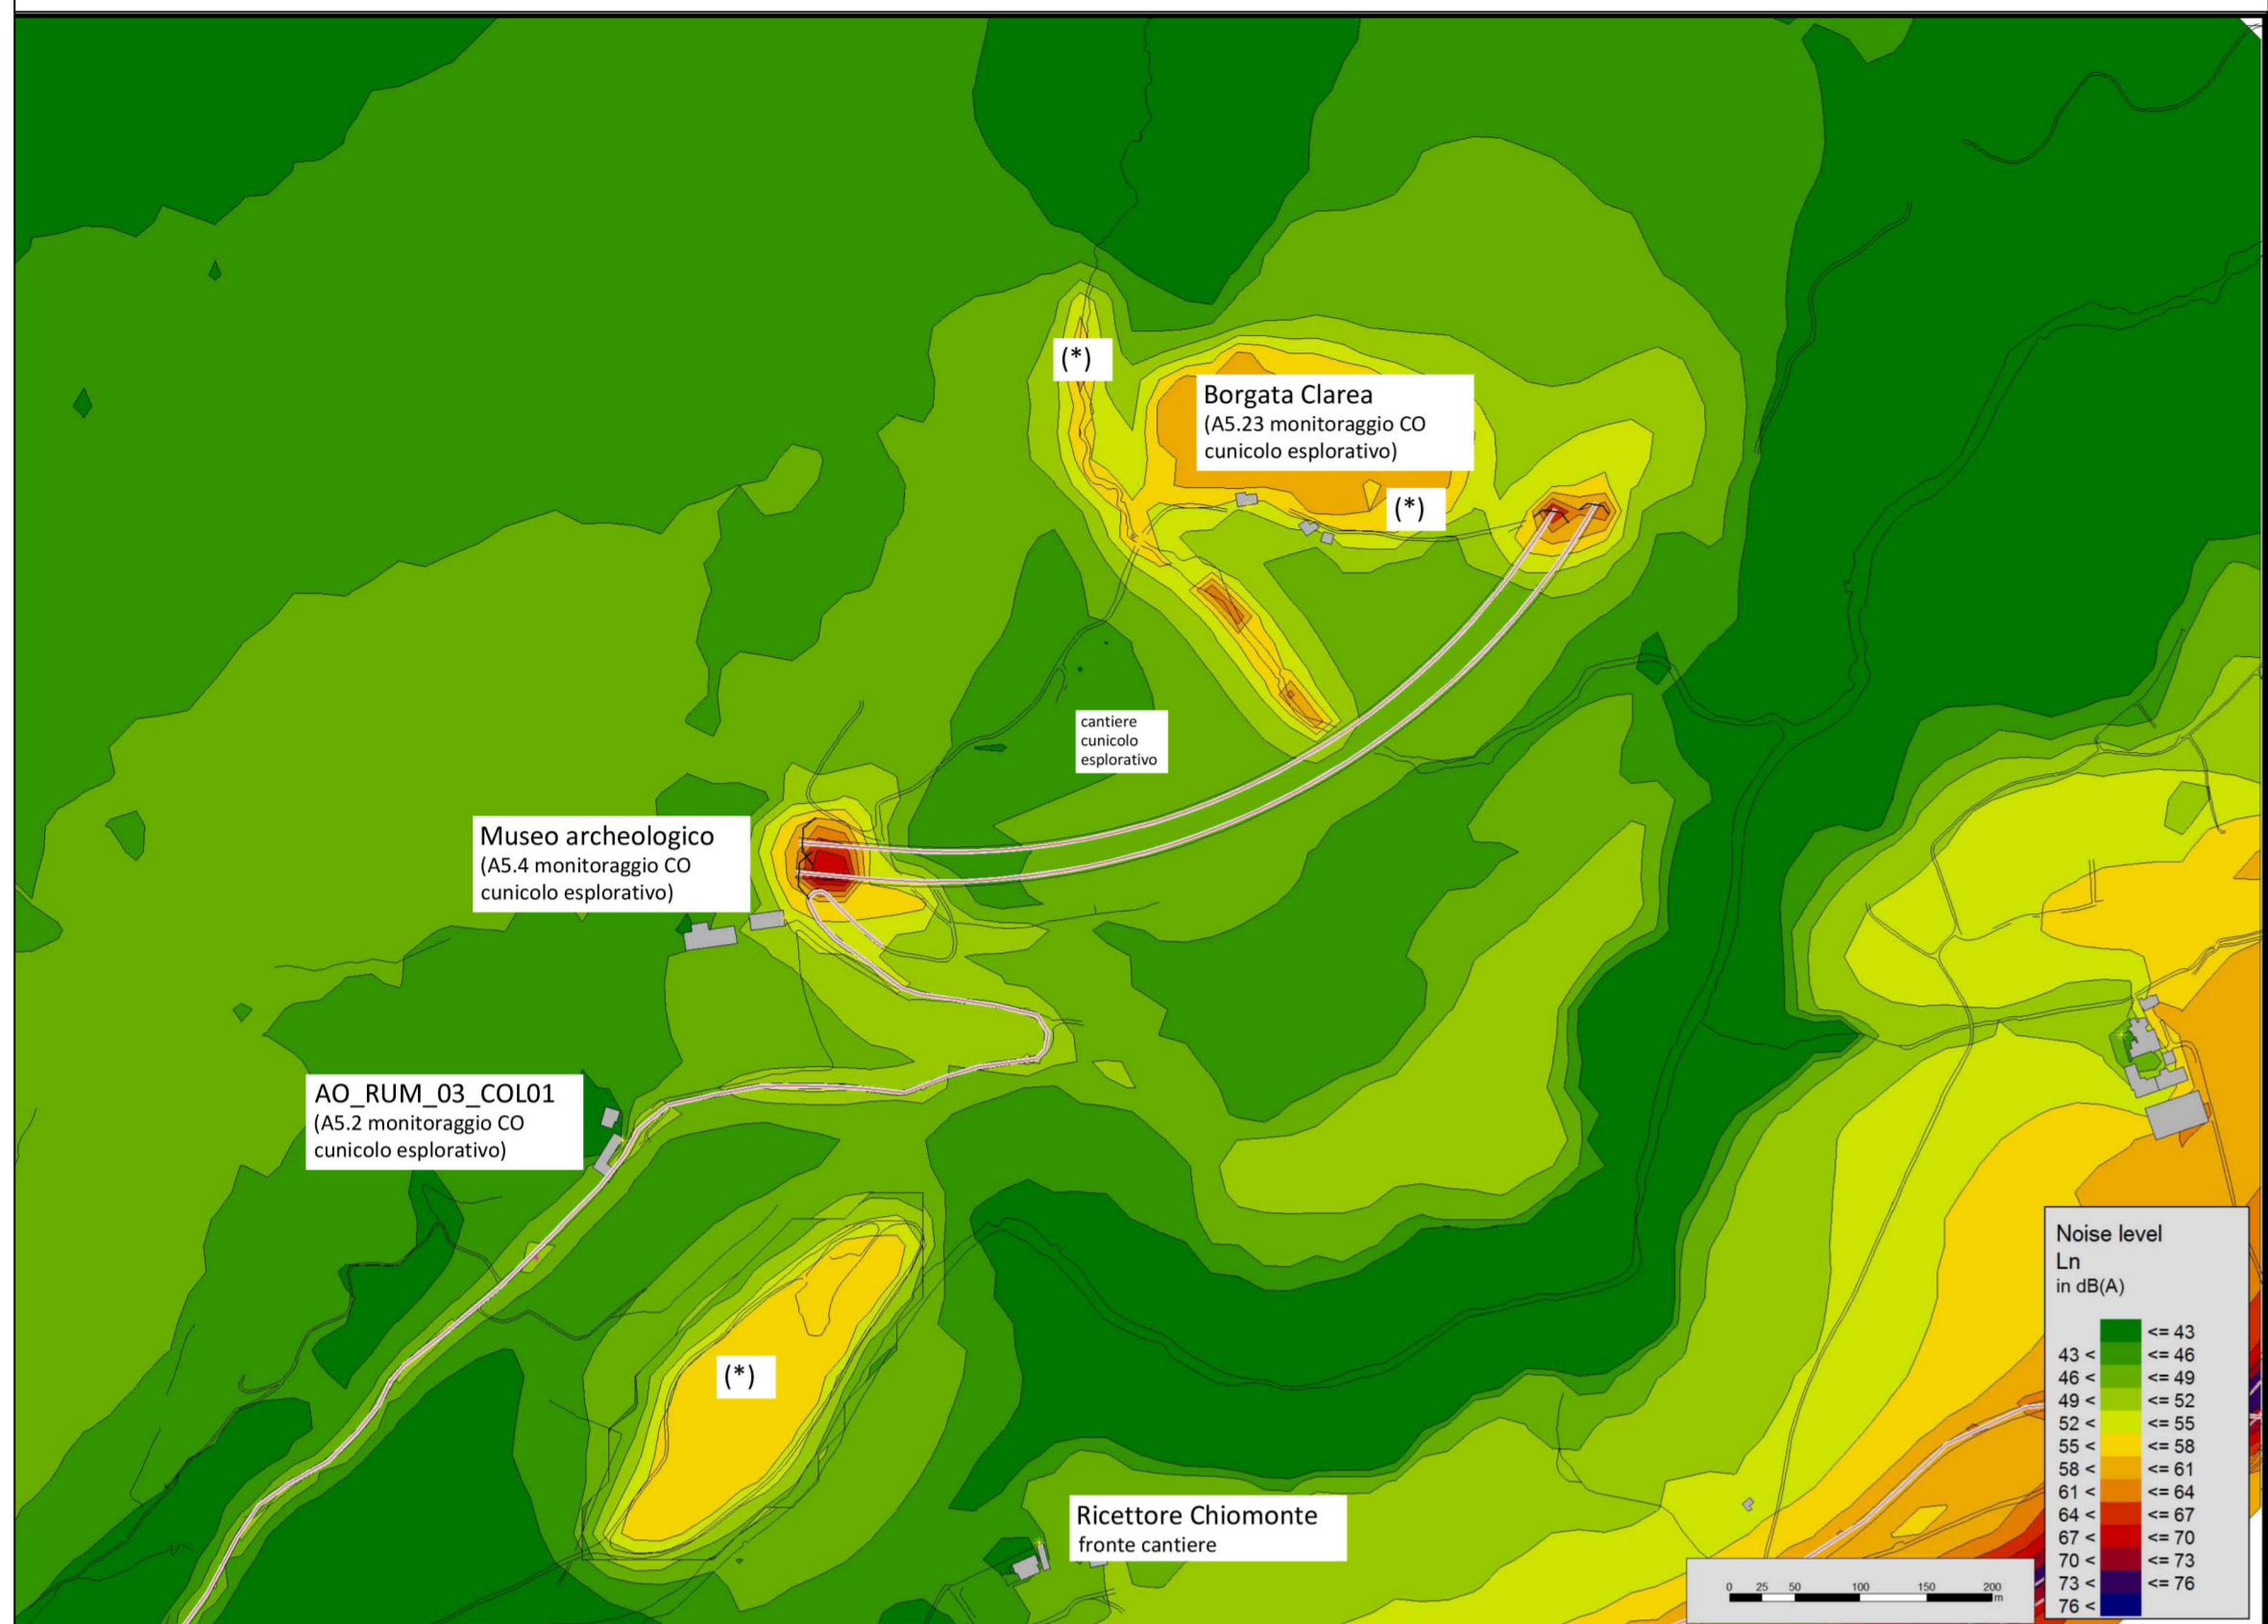 (*)
Borgata Clarea
(A5.23 monitoraggio CO
cunicolo esplorativo)
(*)
cantiere
cunicolo
esplorativo
Museo archeologico
(A5.4 monitoraggio CO
cunicolo esplorativo)
AO_RUM_03_COL01
(A5.2 monitoraggio CO
cunicolo esplorativo)
(*)
Ricettore Chiomonte
fronte cantiere
Noise level
Ln
in dB(A)
<= 43
43 < <= 46
46 < <= 49
49 < <= 52
52 < <= 55
55 < <= 58
58 < <= 61
61 < <= 64
64 < <= 67
67 < <= 70
70 < <= 73
73 < <= 76
76 <
0 25 50 100 150 200
m